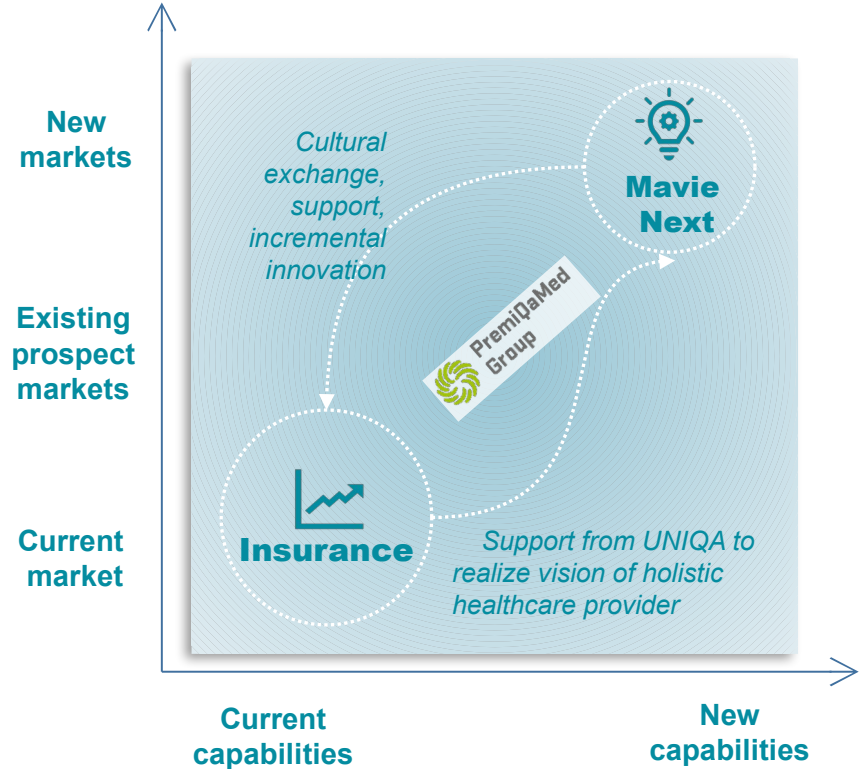 New
markets
Cultural
exchange,
support,
incremental
innovation
Mavie
Next
Existing
prospect
markets
PremiQaMed
Group
Current
market
Insurance
Support from UNIQA to
realize vision of holistic
healthcare provider
Current
capabilities
New
capabilities